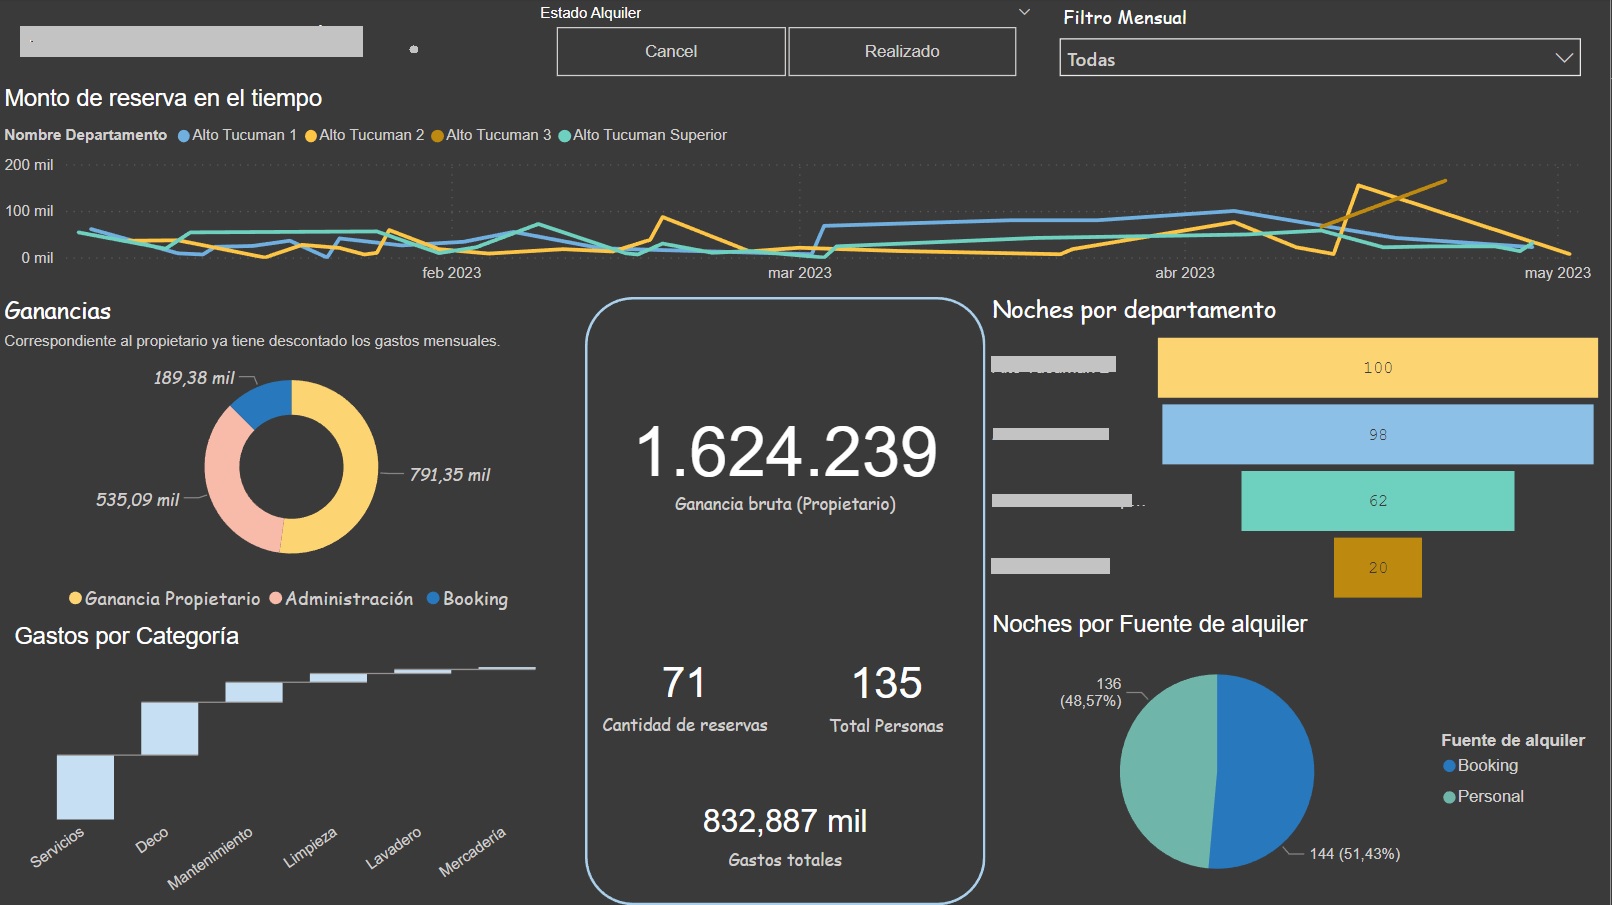 Estado Alquiler
Cancel
Realizado
Filtro Mensual
Todas
Monto de reserva en el tiempo
Nombre Departamento Alto Tucuman 1 Alto Tucuman 2 Alto Tucuman 3 Alto Tucuman Superior
200 mil
100 mil
0 mil
feb 2023
mar 2023
abr 2023
may 2023
Ganancias
Correspondiente al propietario ya tiene descontado los gastos mensuales.
189,38 mil
535,09 mil
791,35 mil
Ganancia Propietario Administración Booking
Gastos por Categoría
Servicios
Deco
Mantenimiento
Limpieza
Lavadero
Mercadería
1.624.239
Ganancia bruta (Propietario)
71
Cantidad de reservas
135
Total Personas
832,887 mil
Gastos totales
Noches por departamento
100
98
62
20
Noches por Fuente de alquiler
136
(48,57%)
144 (51,43%)
Fuente de alquiler
Booking
Personal